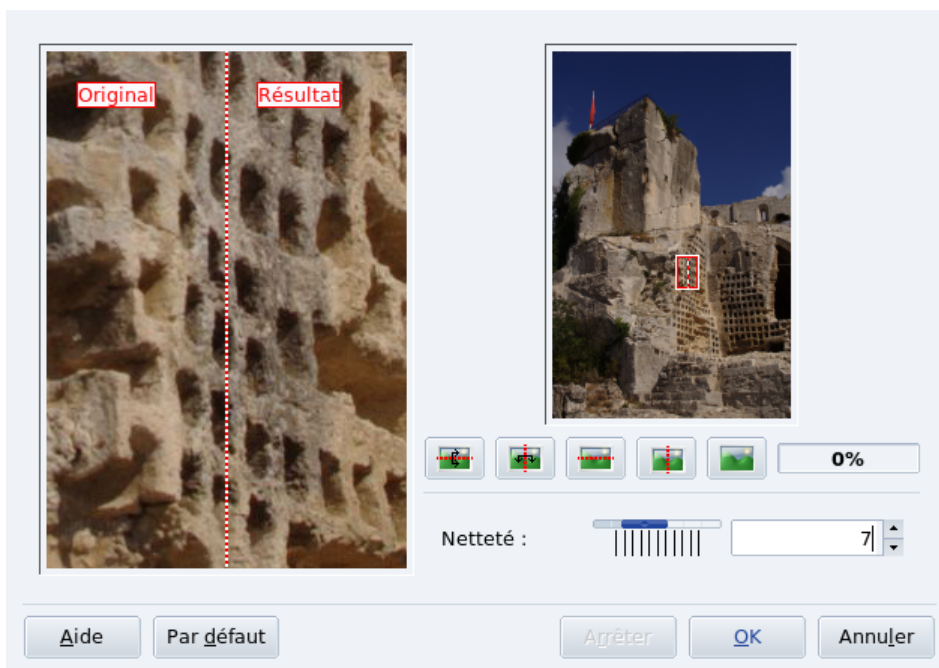 Original
Résultat
0%
Netteté :
7
Aide
Par défaut
Arrêter
OK
Annuler